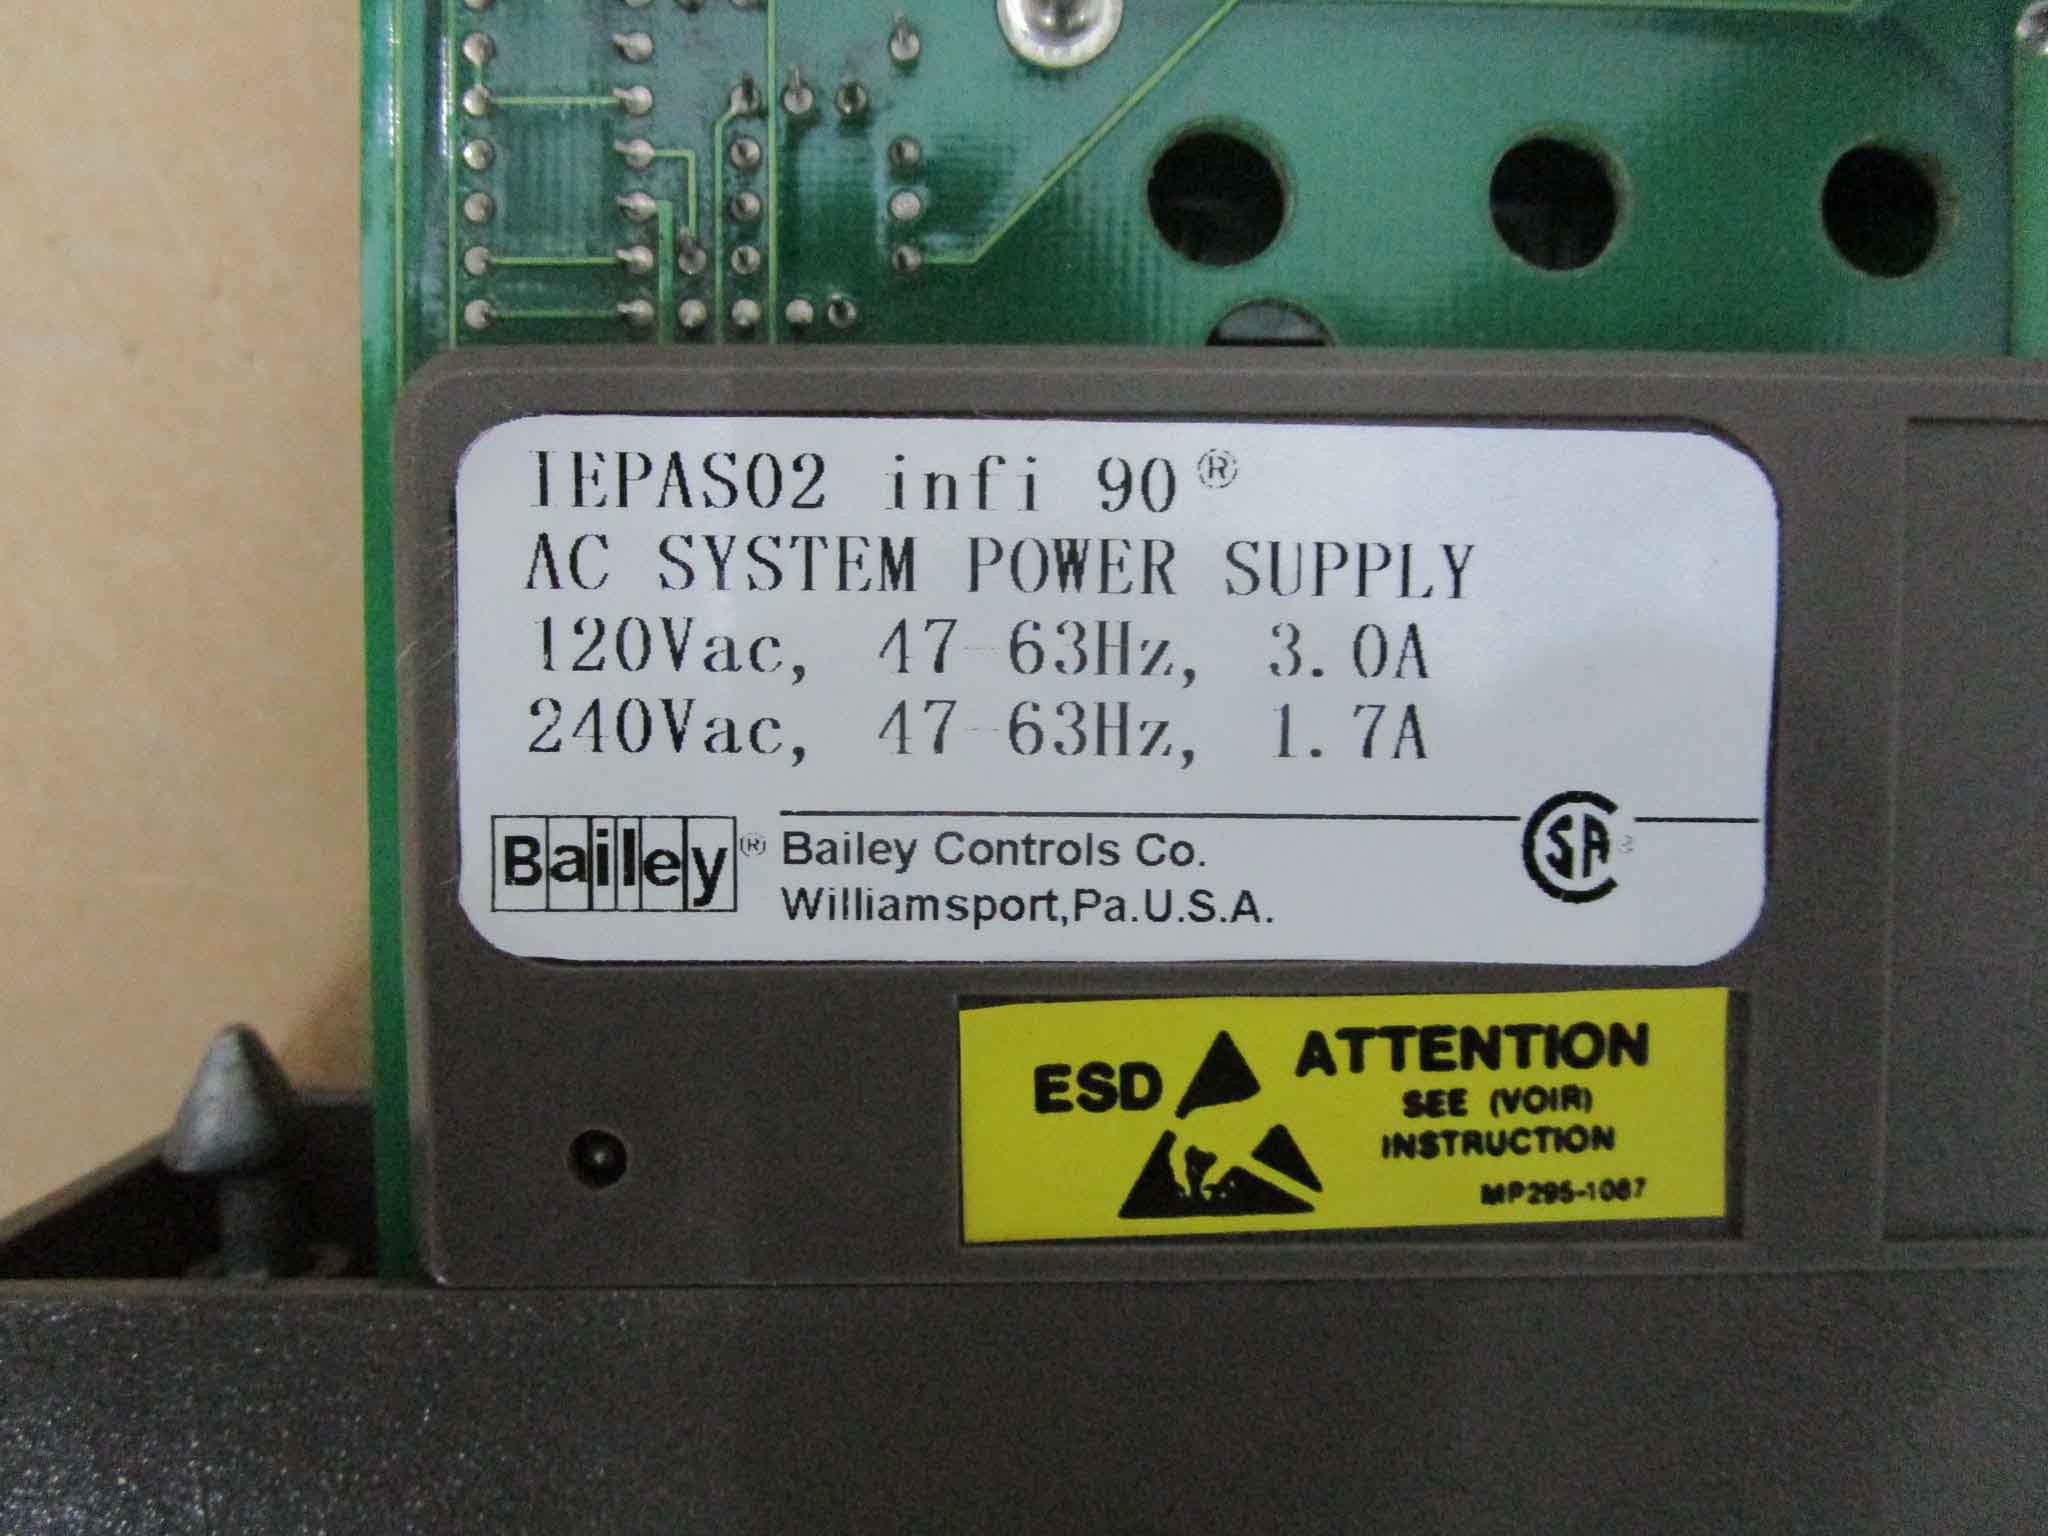 IEPAS02 infi 90®
AC SYSTEM POWER SUPPLY
120Vac, 47-63Hz, 3.0A
240Vac, 47-63Hz, 1.7A
Bailey® Bailey Controls Co.
Williamsport,Pa.U.S.A.
SA
ESD ATTENTION
SEE (VOIR)
INSTRUCTION
MP295-1067